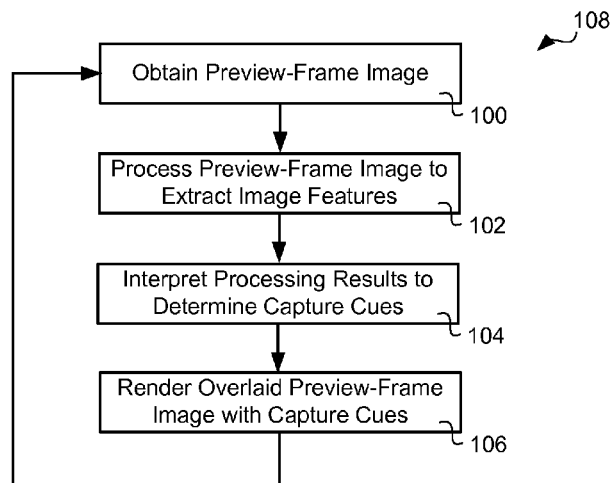 108
Obtain Preview-Frame Image
100
Process Preview-Frame Image to
Extract Image Features
102
Interpret Processing Results to
Determine Capture Cues
104
Render Overlaid Preview-Frame
Image with Capture Cues
106